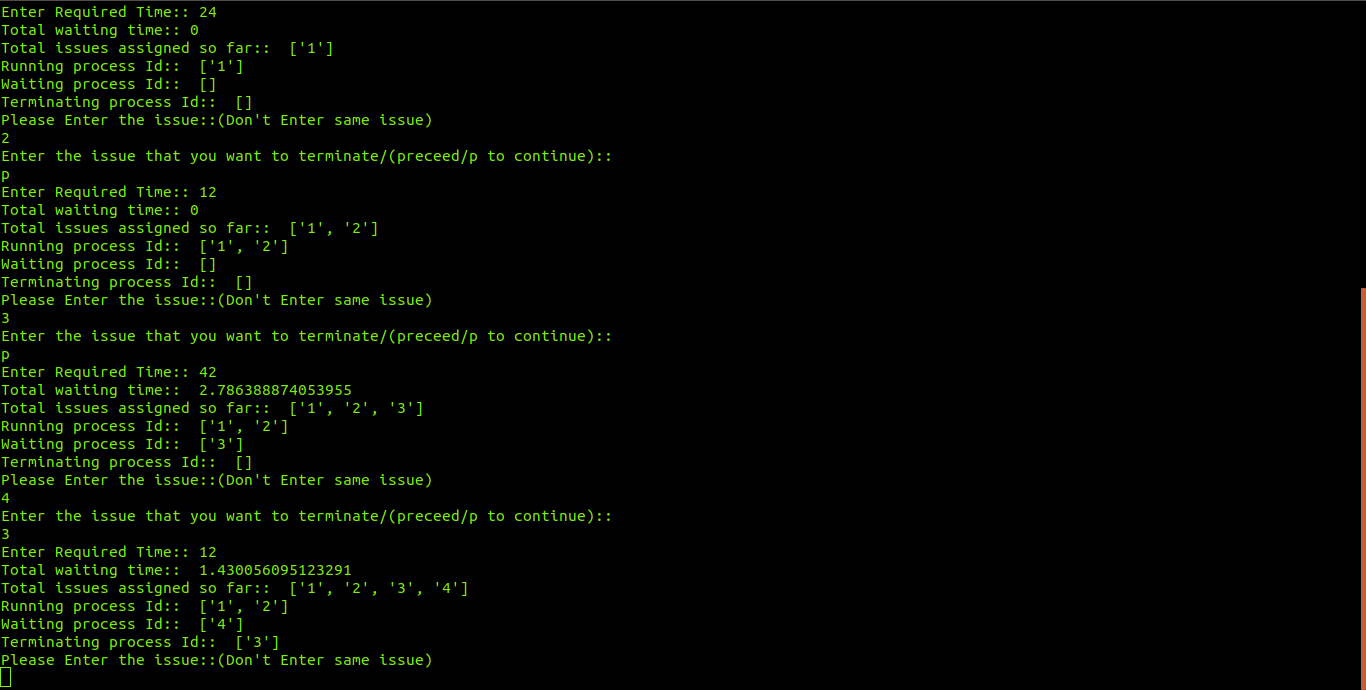 Enter Required Time:: 24
Total waiting time:: 0
Total issues assigned so far::  ['1']
Running process Id::  ['1']
Waiting process Id::  []
Terminating process Id::  []
Please Enter the issue::(Don't Enter same issue)
2
Enter the issue that you want to terminate/(preceed/p to continue)::
p
Enter Required Time:: 12
Total waiting time:: 0
Total issues assigned so far::  ['1', '2']
Running process Id::  ['1', '2']
Waiting process Id::  []
Terminating process Id::  []
Please Enter the issue::(Don't Enter same issue)
3
Enter the issue that you want to terminate/(preceed/p to continue)::
p
Enter Required Time:: 42
Total waiting time::  2.786388874053955
Total issues assigned so far::  ['1', '2', '3']
Running process Id::  ['1', '2']
Waiting process Id::  ['3']
Terminating process Id::  []
Please Enter the issue::(Don't Enter same issue)
4
Enter the issue that you want to terminate/(preceed/p to continue)::
3
Enter Required Time:: 12
Total waiting time::  1.430056095123291
Total issues assigned so far::  ['1', '2', '3', '4']
Running process Id::  ['1', '2']
Waiting process Id::  ['4']
Terminating process Id::  ['3']
Please Enter the issue::(Don't Enter same issue)